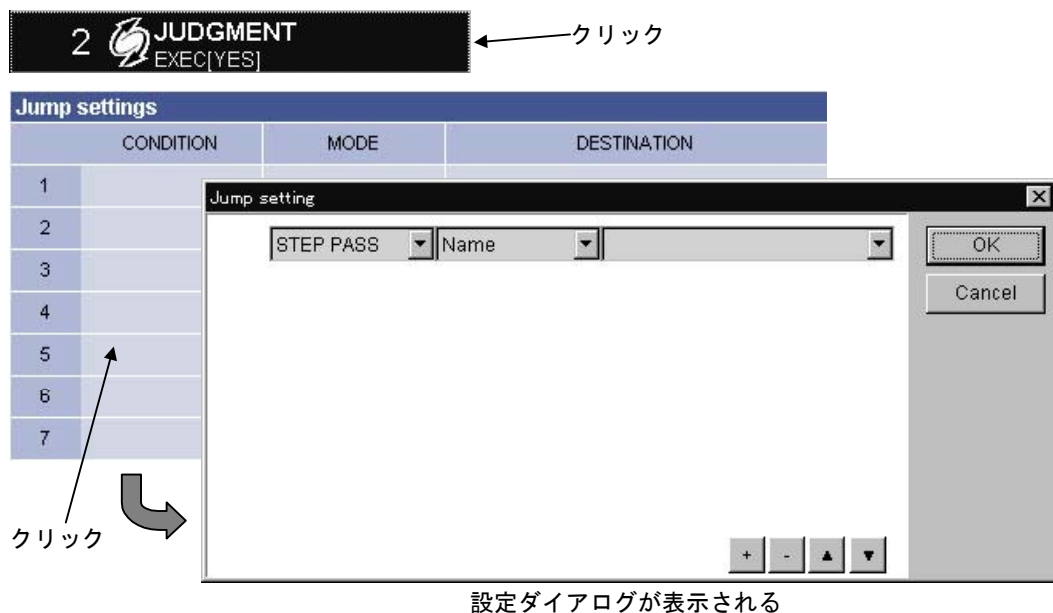 2 JUDGMENT
EXEC[YES]
クリック
Jump settings
CONDITION MODE DESTINATION
1
2
3
4
5
6
7
Jump setting
STEP PASS Name
OK
Cancel
+ - ▲ ▼
クリック
設定ダイアログが表示される